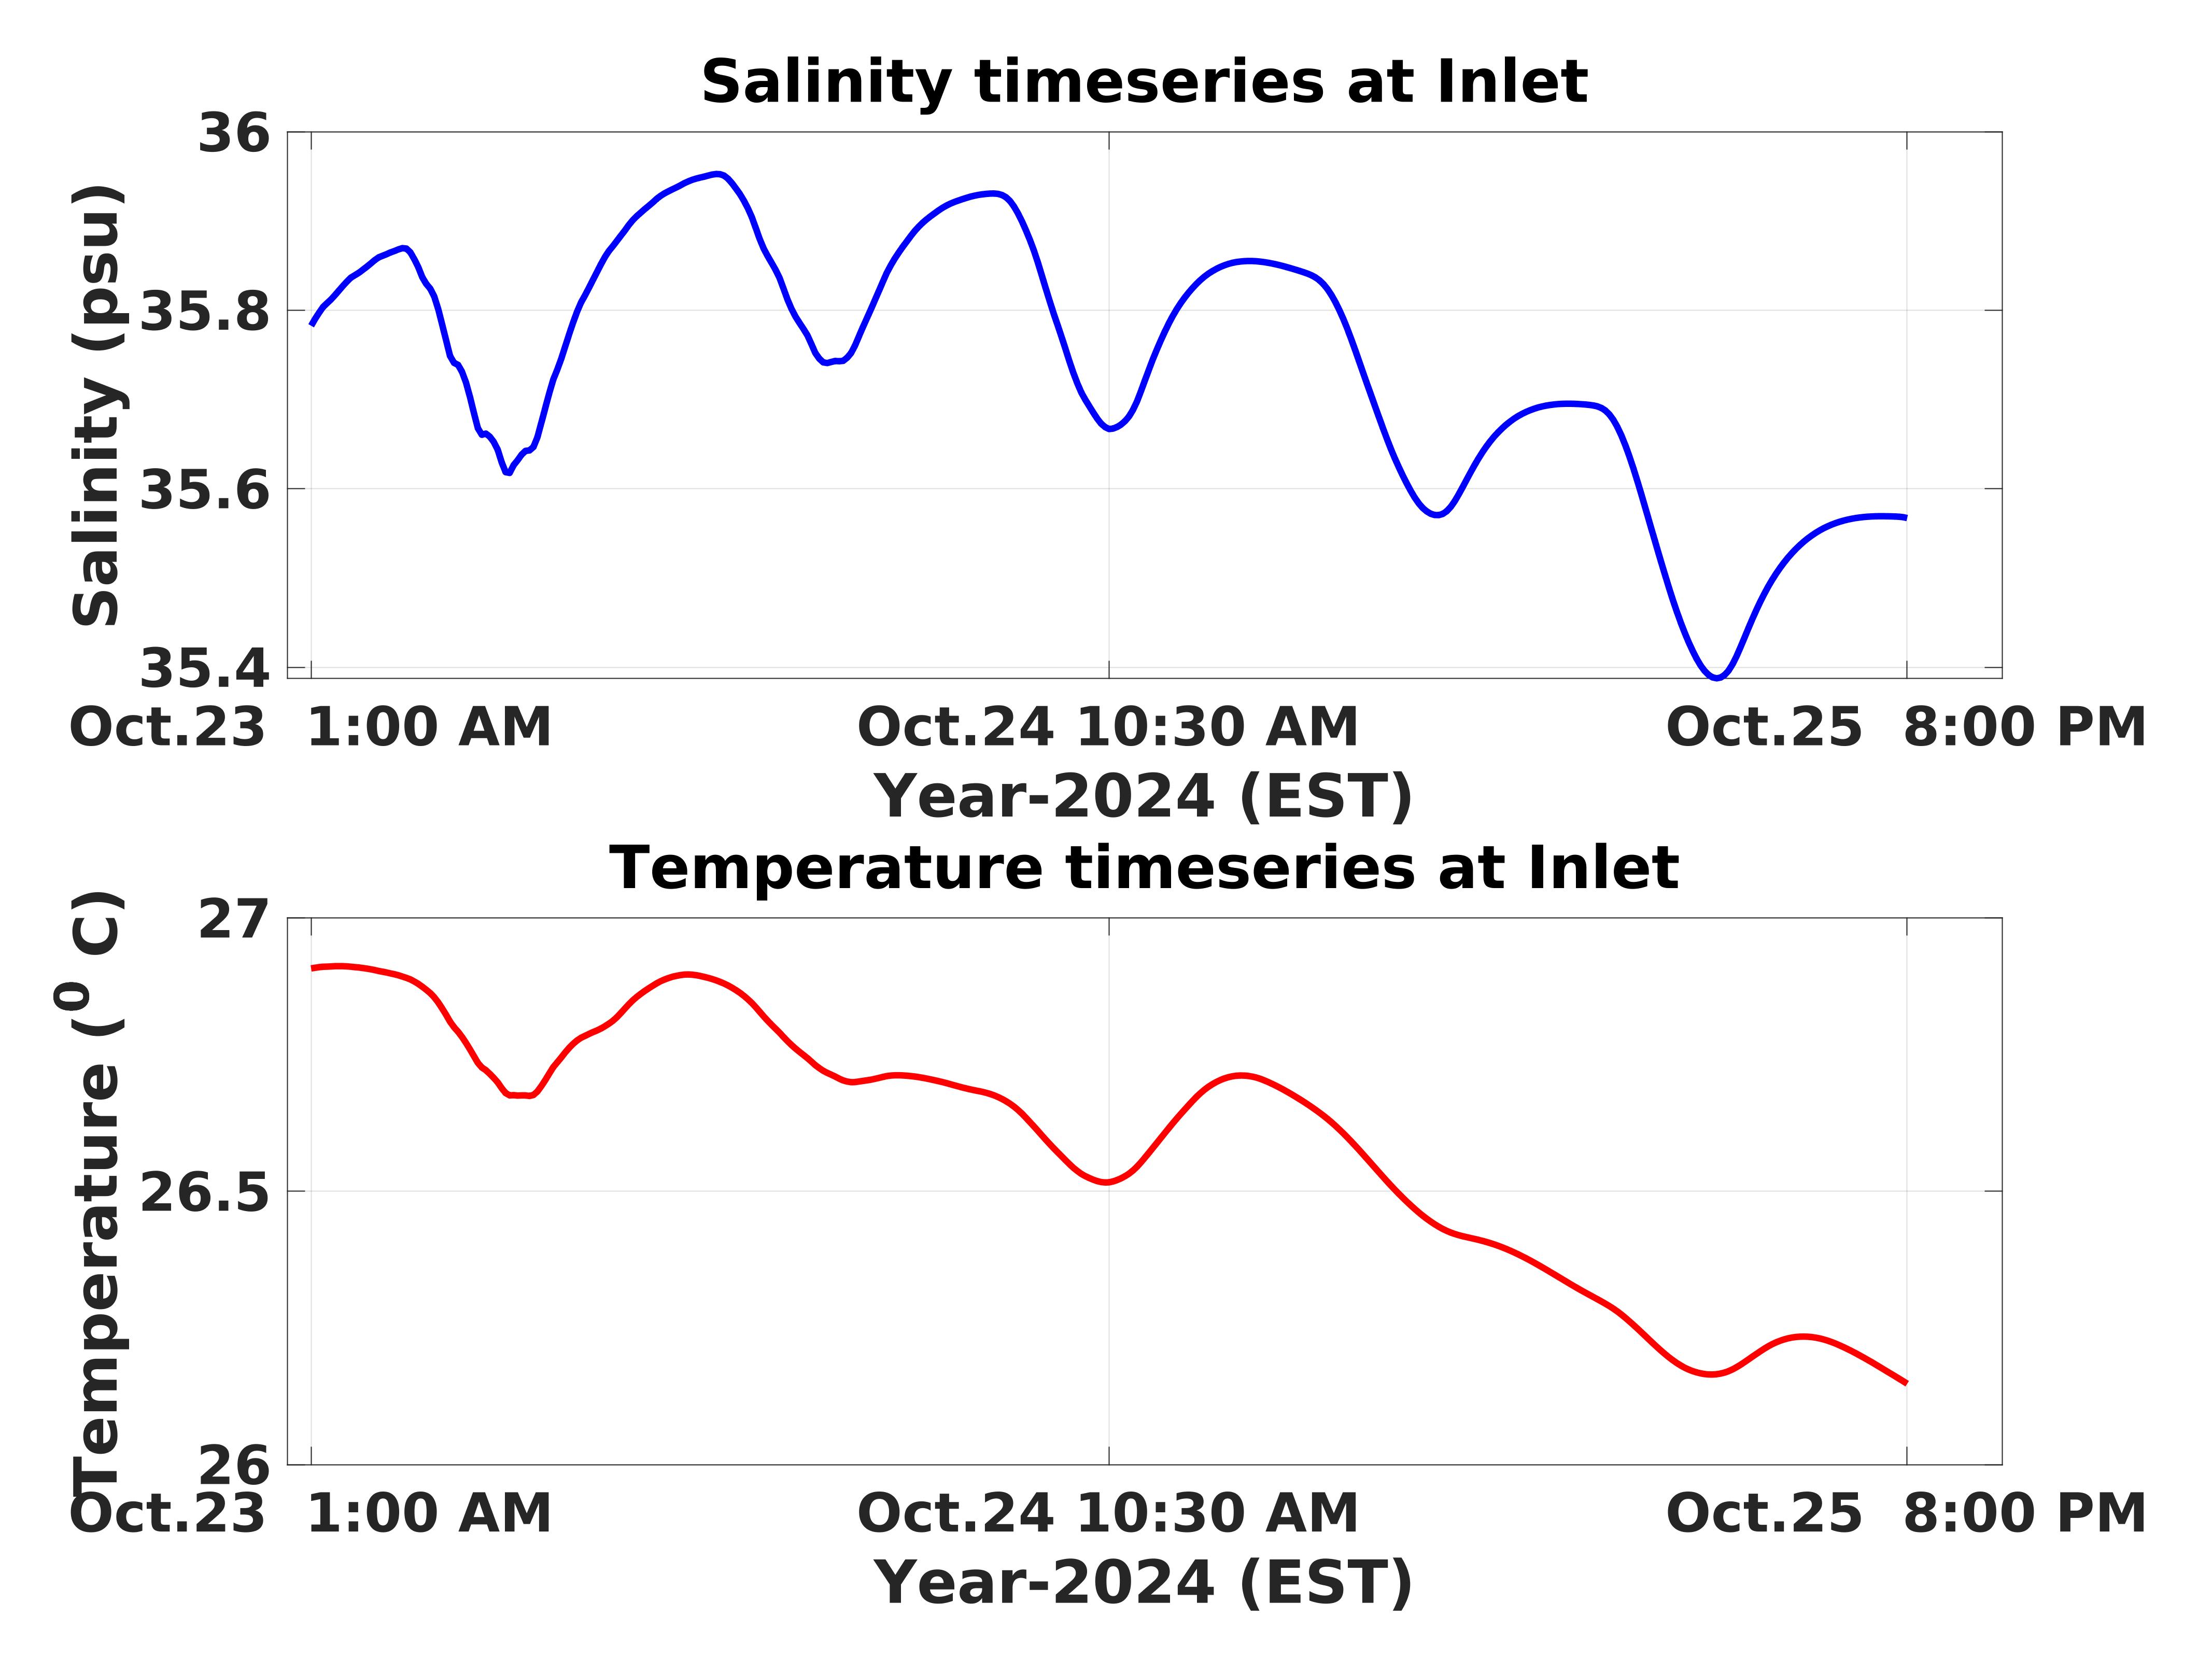 Salinity timeseries at Inlet
Salinity (psu)
36
35.8
35.6
35.4
Oct.23 1:00 AM
Oct.24 10:30 AM
Oct.25 8:00 PM
Year-2024 (EST)
Temperature timeseries at Inlet
Temperature (⁰ C)
27
26.5
26
Oct.23 1:00 AM
Oct.24 10:30 AM
Oct.25 8:00 PM
Year-2024 (EST)